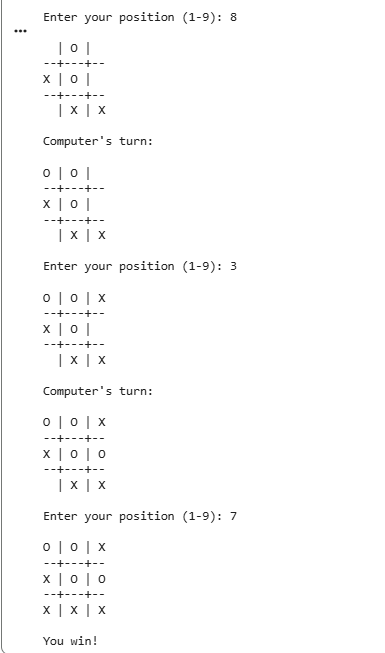 Enter your position (1-9): 8
  | O |
--+---+--
X | O |
--+---+--
  | X | X
Computer's turn:
O | O |
--+---+--
X | O |
--+---+--
  | X | X
Enter your position (1-9): 3
O | O | X
--+---+--
X | O |
--+---+--
  | X | X
Computer's turn:
O | O | X
--+---+--
X | O | O
--+---+--
  | X | X
Enter your position (1-9): 7
O | O | X
--+---+--
X | O | O
--+---+--
X | X | X
You win!